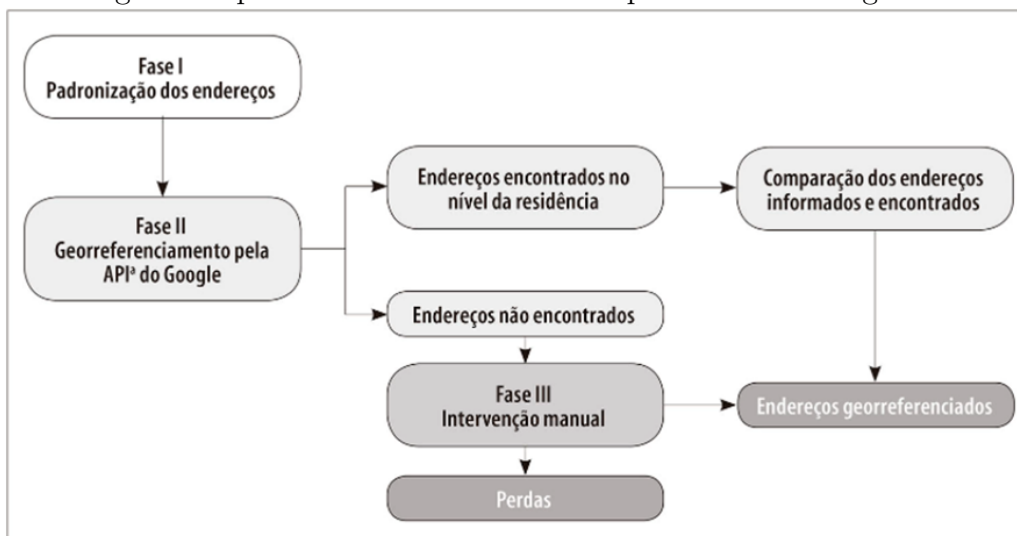 Fase I
Padronização dos endereços
Fase II
Georreferenciamento pela
APIª do Google
Endereços encontrados no
nível da residência
Comparação dos endereços
informados e encontrados
Endereços não encontrados
Fase III
Intervenção manual
Endereços georreferenciados
Perdas